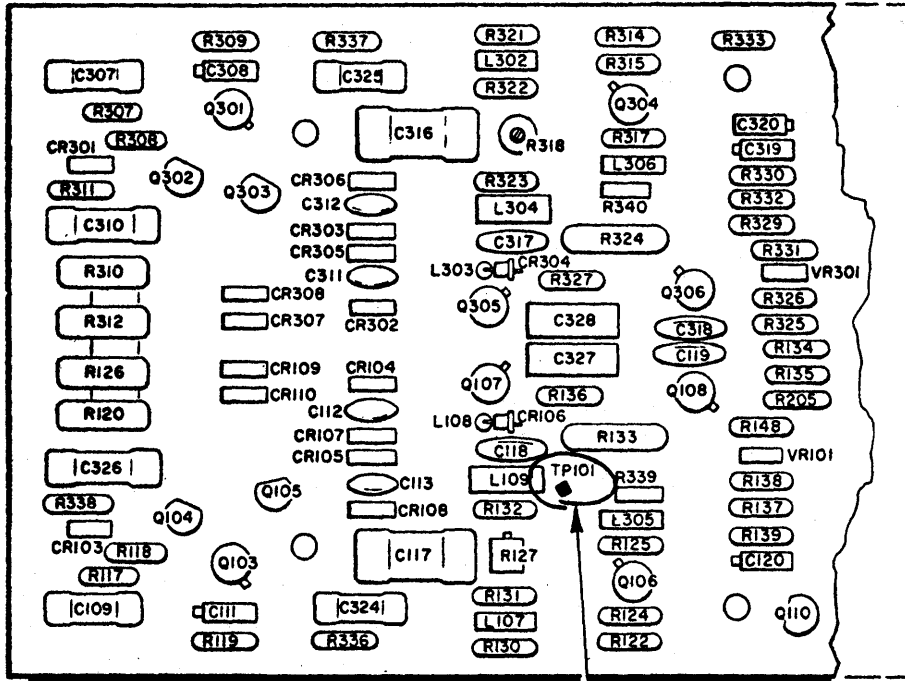 R309 R337 R321 R314 R333
C307 C308 C325 L302 R315
R307 Q301 R322 Q304
R308 C316 R318 R317 C320
CR301 C319
Q302 Q303 CR306 R323 L306 R330
R311 C312 L304 R340 R332
C310 CR303 C317 R324 R329
CR305 R331
R310 C311 L303 CR304 R327 VR301
CR308 Q305 Q306 R326
R312 CR307 CR302 C328 C318 R325
CR109 CR104 C327 C119 R134
R126 CR110 Q107 R136 Q108 R135
R120 C112 L108 CR106 R205
CR107 R133 R148
C326 CR105 C118 VR101
L109 TP101 R339 R138
R338 Q105 C113 R132 R137
Q104 CR108 L305
CR103 R118 Q103 C117 R127 R125 R139
R117 Q106 C120
C109 C111 C324 R131 R124 Q110
R119 R336 L107 R122
R130